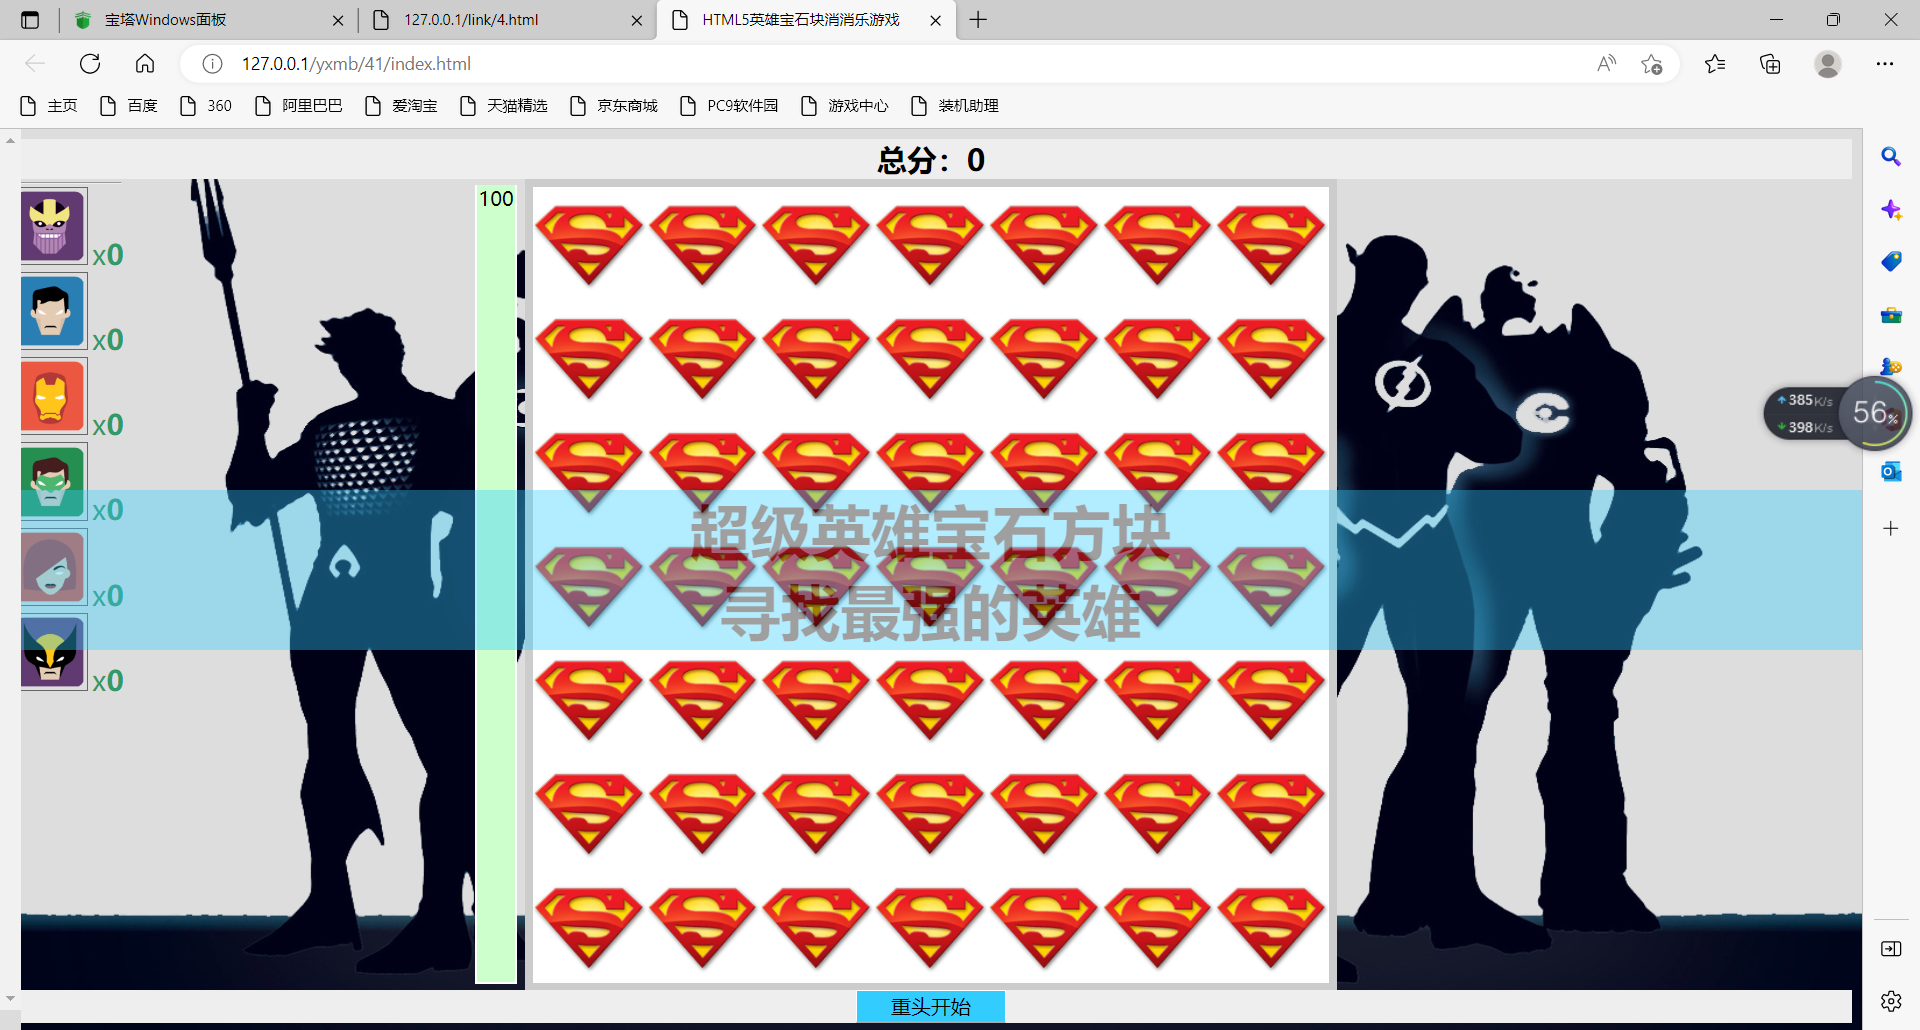 宝塔Windows面板
127.0.0.1/link/4.html
HTML5英雄宝石块消消乐游戏
127.0.0.1/yxmb/41/index.html
主页
百度
360
阿里巴巴
爱淘宝
天猫精选
京东商城
PC9软件园
游戏中心
装机助理
总分：0
100
x0
x0
x0
x0
x0
x0
385K/s
398K/s
56%
超级英雄宝石方块
寻找最强的英雄
重头开始